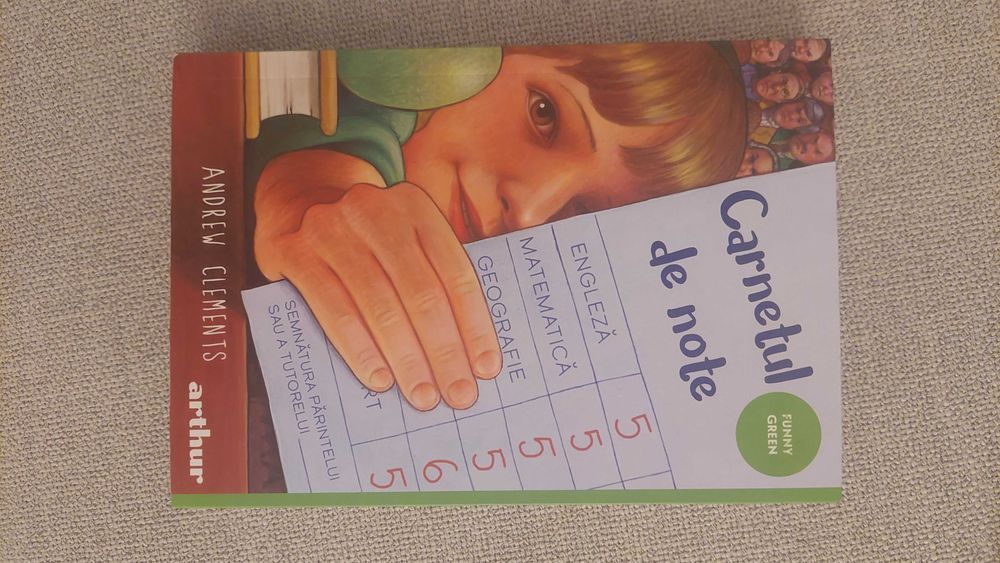 Carnetul
de note
FUNNY
GREEN
ENGLEZĂ 5
MATEMATICĂ 5
GEOGRAFIE 5
5
6
RT 5
SEMNĂTURA PĂRINTELUI
SAU A TUTORELUI
ANDREW CLEMENTS
arthur